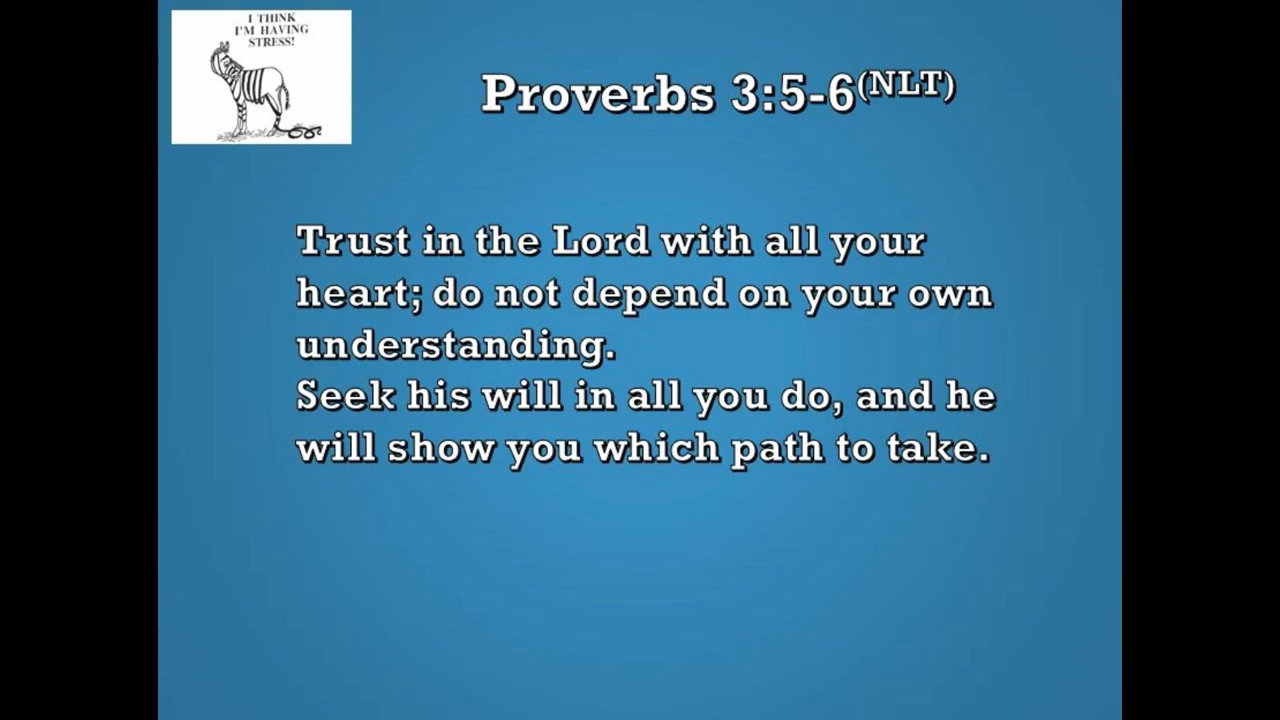 I THINK
I'M HAVING
STRESS!
Proverbs 3:5-6(NLT)
Trust in the Lord with all your
heart; do not depend on your own
understanding.
Seek his will in all you do, and he
will show you which path to take.